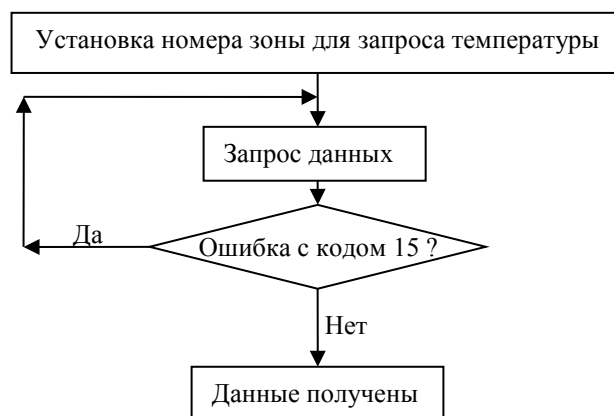 Установка номера зоны для запроса температуры
Запрос данных
Да
Ошибка с кодом 15 ?
Нет
Данные получены